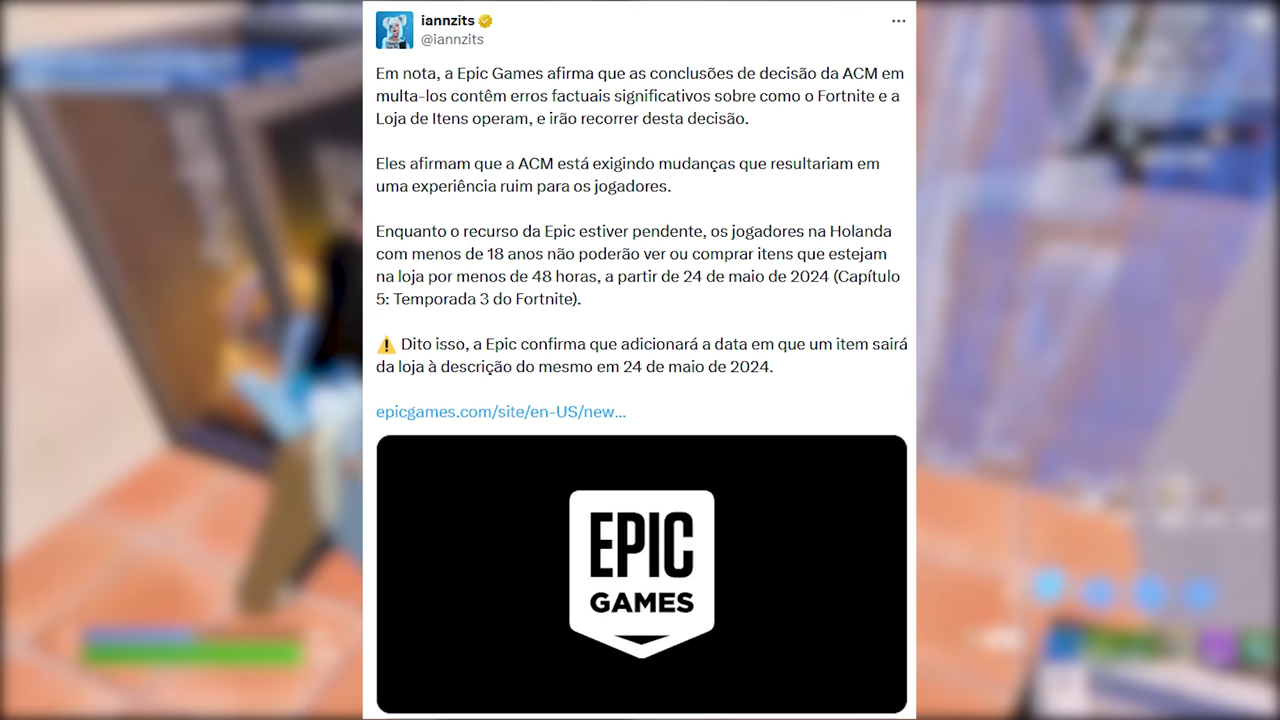 iannzits
@iannzits
Em nota, a Epic Games afirma que as conclusões de decisão da ACM em
multa-los contêm erros factuais significativos sobre como o Fortnite e a
Loja de Itens operam, e irão recorrer desta decisão.
Eles afirmam que a ACM está exigindo mudanças que resultariam em
uma experiência ruim para os jogadores.
Enquanto o recurso da Epic estiver pendente, os jogadores na Holanda
com menos de 18 anos não poderão ver ou comprar itens que estejam
na loja por menos de 48 horas, a partir de 24 de maio de 2024 (Capítulo
5: Temporada 3 do Fortnite).
⚠️ Dito isso, a Epic confirma que adicionará a data em que um item sairá
da loja à descrição do mesmo em 24 de maio de 2024.
epicgames.com/site/en-US/new...
EPIC
GAMES